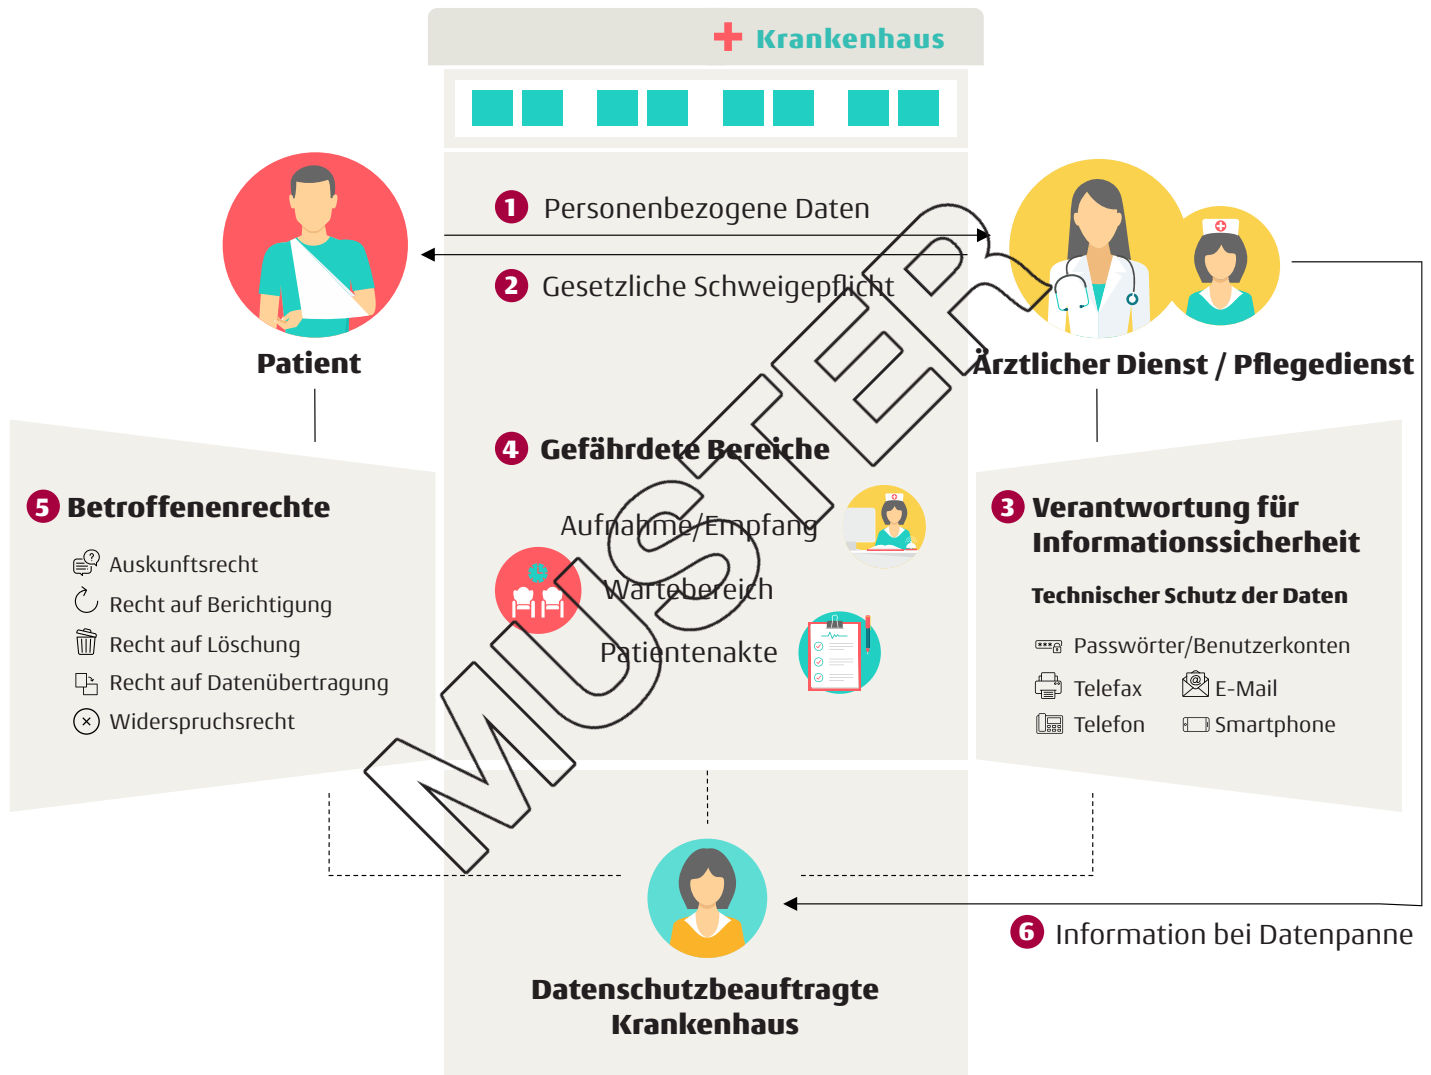 Krankenhaus
1 Personenbezogene Daten
2 Gesetzliche Schweigepflicht
Patient
Ärztlicher Dienst / Pflegedienst
4 Gefährdete Bereiche
Aufnahme/Empfang
Wartebereich
Patientenakte
5 Betroffenenrechte
Auskunftsrecht
Recht auf Berichtigung
Recht auf Löschung
Recht auf Datenübertragung
Widerspruchsrecht
3 Verantwortung für
Informationssicherheit
Technischer Schutz der Daten
Passwörter/Benutzerkonten
Telefax
E-Mail
Telefon
Smartphone
MUSTER
6 Information bei Datenpanne
Datenschutzbeauftragte
Krankenhaus